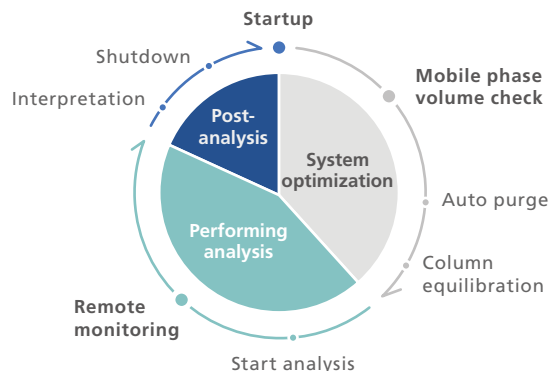 Startup
Shutdown
Interpretation
Mobile phase
volume check
Post-
analysis
System
optimization
Auto purge
Performing
analysis
Column
equilibration
Remote
monitoring
Start analysis